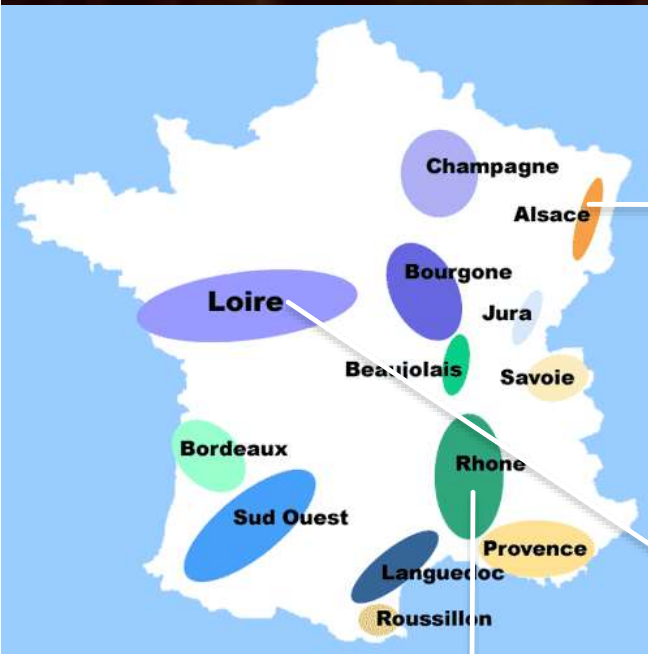 Champagne
Alsace
Bourgone
Loire
Jura
Beaujolais
Savoie
Bordeaux
Rhone
Sud Ouest
Provence
Languedoc
Roussillon